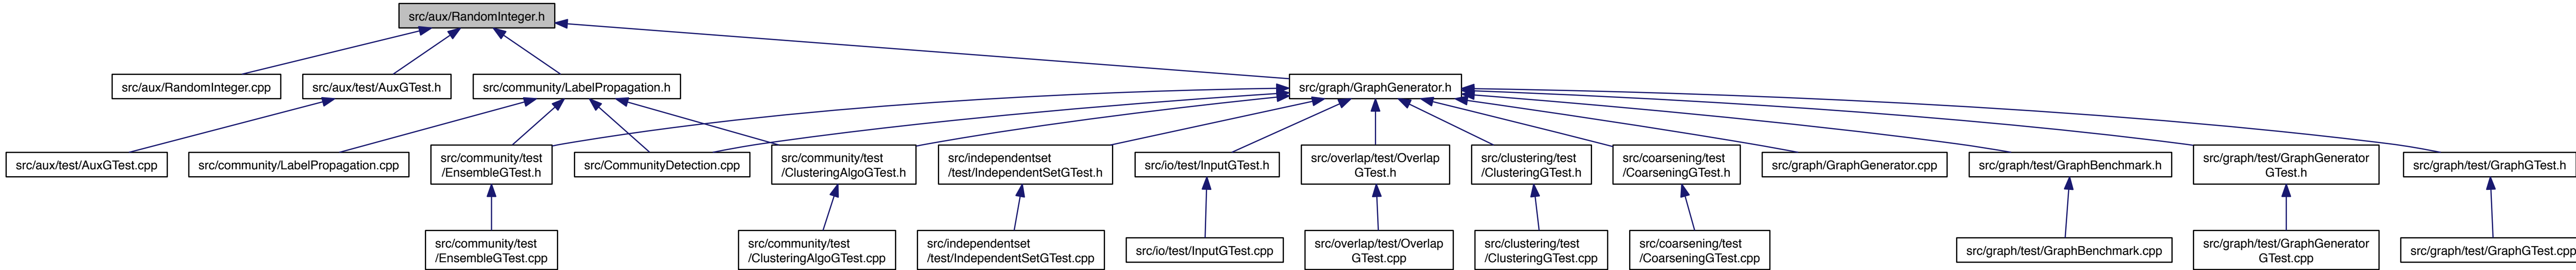 src/aux/RandomInteger.h
src/aux/RandomInteger.cpp
src/aux/test/AuxGTest.h
src/community/LabelPropagation.h
src/graph/GraphGenerator.h
src/aux/test/AuxGTest.cpp
src/community/LabelPropagation.cpp
src/community/test
/EnsembleGTest.h
src/CommunityDetection.cpp
src/community/test
/ClusteringAlgoGTest.h
src/independentset
/test/IndependentSetGTest.h
src/io/test/InputGTest.h
src/overlap/test/Overlap
GTest.h
src/clustering/test
/ClusteringGTest.h
src/coarsening/test
/CoarseningGTest.h
src/graph/GraphGenerator.cpp
src/graph/test/GraphBenchmark.h
src/graph/test/GraphGenerator
GTest.h
src/graph/test/GraphGTest.h
src/community/test
/EnsembleGTest.cpp
src/community/test
/ClusteringAlgoGTest.cpp
src/independentset
/test/IndependentSetGTest.cpp
src/io/test/InputGTest.cpp
src/overlap/test/Overlap
GTest.cpp
src/clustering/test
/ClusteringGTest.cpp
src/coarsening/test
/CoarseningGTest.cpp
src/graph/test/GraphBenchmark.cpp
src/graph/test/GraphGenerator
GTest.cpp
src/graph/test/GraphGTest.cpp